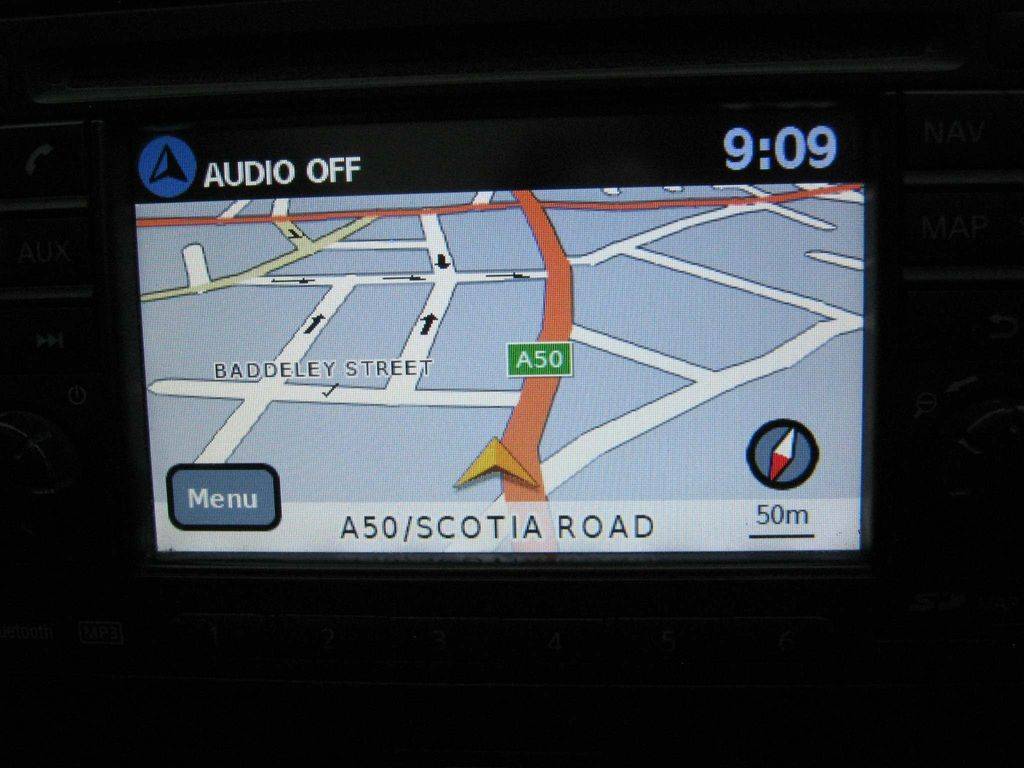 AUDIO OFF
9:09
NAV
AUX
MAP
BADDELEY STREET
A50
Menu
A50/SCOTIA ROAD
50m
MP3
1 2 3 4 5 6